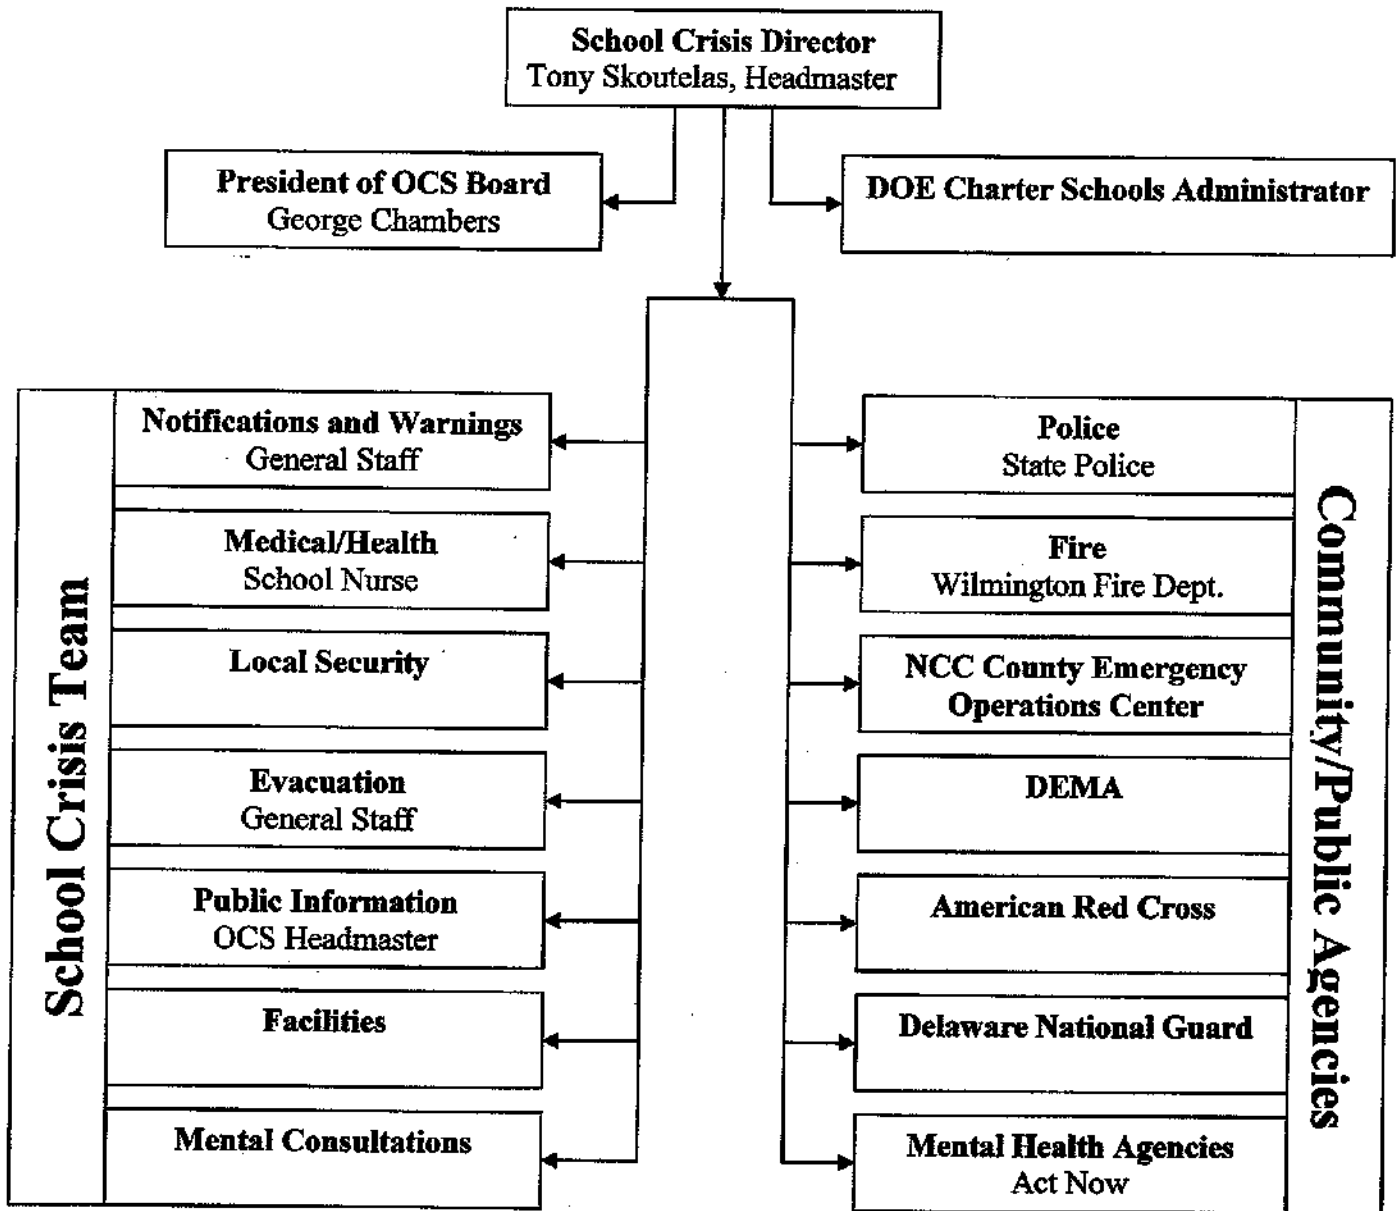 School Crisis Director
Tony Skoutelas, Headmaster
President of OCS Board
George Chambers
DOE Charter Schools Administrator
School Crisis Team
Notifications and Warnings
General Staff
Medical/Health
School Nurse
Local Security
Evacuation
General Staff
Public Information
OCS Headmaster
Facilities
Mental Consultations
Police
State Police
Fire
Wilmington Fire Dept.
NCC County Emergency
Operations Center
DEMA
American Red Cross
Delaware National Guard
Mental Health Agencies
Act Now
Community/Public Agencies